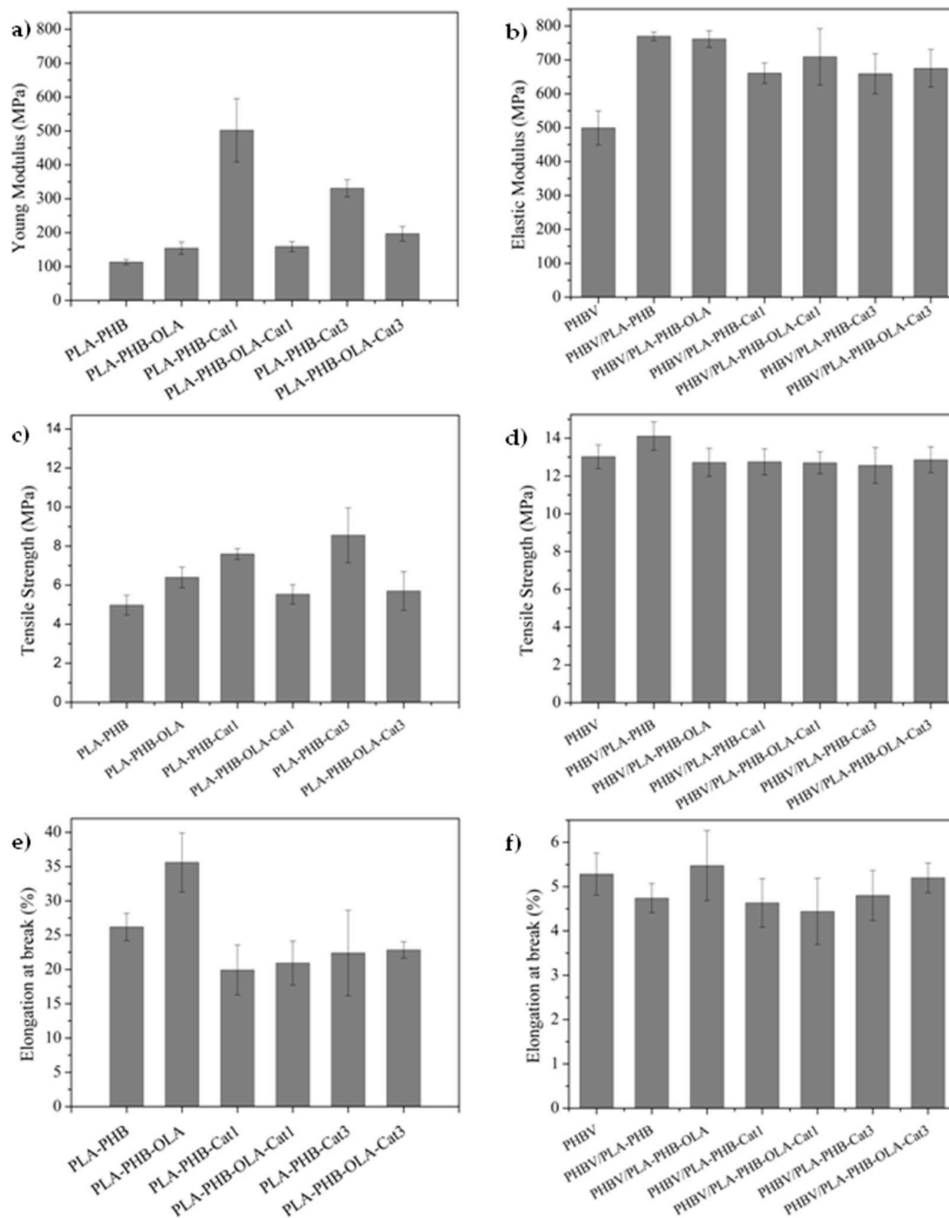 a)
Young Modulus (MPa)
800
700
600
500
400
300
200
100
0
PLA-PHB
PLA-PHB-OLA
PLA-PHB-Cat1
PLA-PHB-OLA-Cat1
PLA-PHB-Cat3
PLA-PHB-OLA-Cat3
b)
Elastic Modulus (MPa)
800
700
600
500
400
300
200
100
0
PHBV
PHBV/PLA-PHB
PHBV/PLA-PHB-OLA
PHBV/PLA-PHB-Cat1
PHBV/PLA-PHB-OLA-Cat1
PHBV/PLA-PHB-Cat3
PHBV/PLA-PHB-OLA-Cat3
c)
Tensile Strength (MPa)
14
12
10
8
6
4
2
0
PLA-PHB
PLA-PHB-OLA
PLA-PHB-Cat1
PLA-PHB-OLA-Cat1
PLA-PHB-Cat3
PLA-PHB-OLA-Cat3
d)
Tensile Strength (MPa)
14
12
10
8
6
4
2
0
PHBV
PHBV/PLA-PHB
PHBV/PLA-PHB-OLA
PHBV/PLA-PHB-Cat1
PHBV/PLA-PHB-OLA-Cat1
PHBV/PLA-PHB-Cat3
PHBV/PLA-PHB-OLA-Cat3
e)
Elongation at break (%)
40
35
30
25
20
15
10
5
0
PLA-PHB
PLA-PHB-OLA
PLA-PHB-Cat1
PLA-PHB-OLA-Cat1
PLA-PHB-Cat3
PLA-PHB-OLA-Cat3
f)
Elongation at break (%)
6
5
4
3
2
1
0
PHBV
PHBV/PLA-PHB
PHBV/PLA-PHB-OLA
PHBV/PLA-PHB-Cat1
PHBV/PLA-PHB-OLA-Cat1
PHBV/PLA-PHB-Cat3
PHBV/PLA-PHB-OLA-Cat3